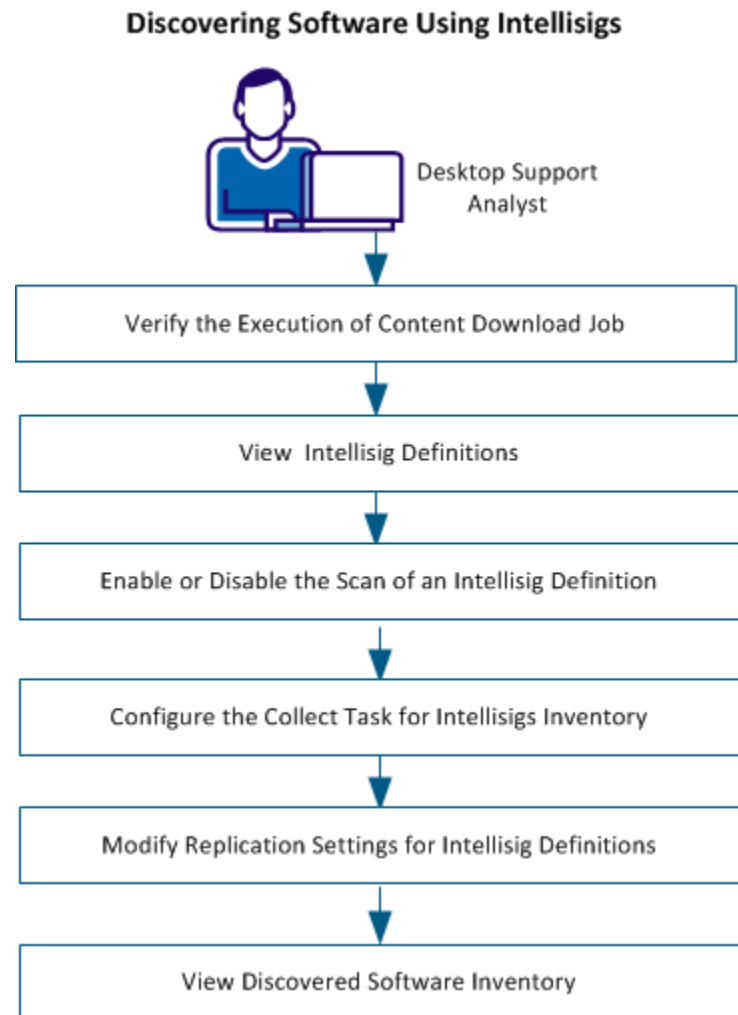 Discovering Software Using Intellisigs
Desktop Support
Analyst
Verify the Execution of Content Download Job
View Intellisig Definitions
Enable or Disable the Scan of an Intellisig Definition
Configure the Collect Task for Intellisigs Inventory
Modify Replication Settings for Intellisig Definitions
View Discovered Software Inventory